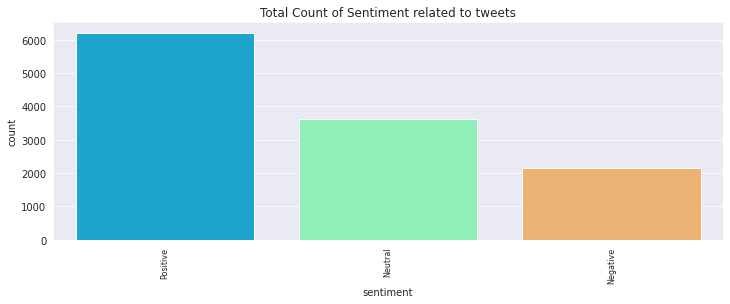 Total Count of Sentiment related to tweets
6000
5000
4000
3000
2000
1000
0
count
Positive
Neutral
Negative
sentiment